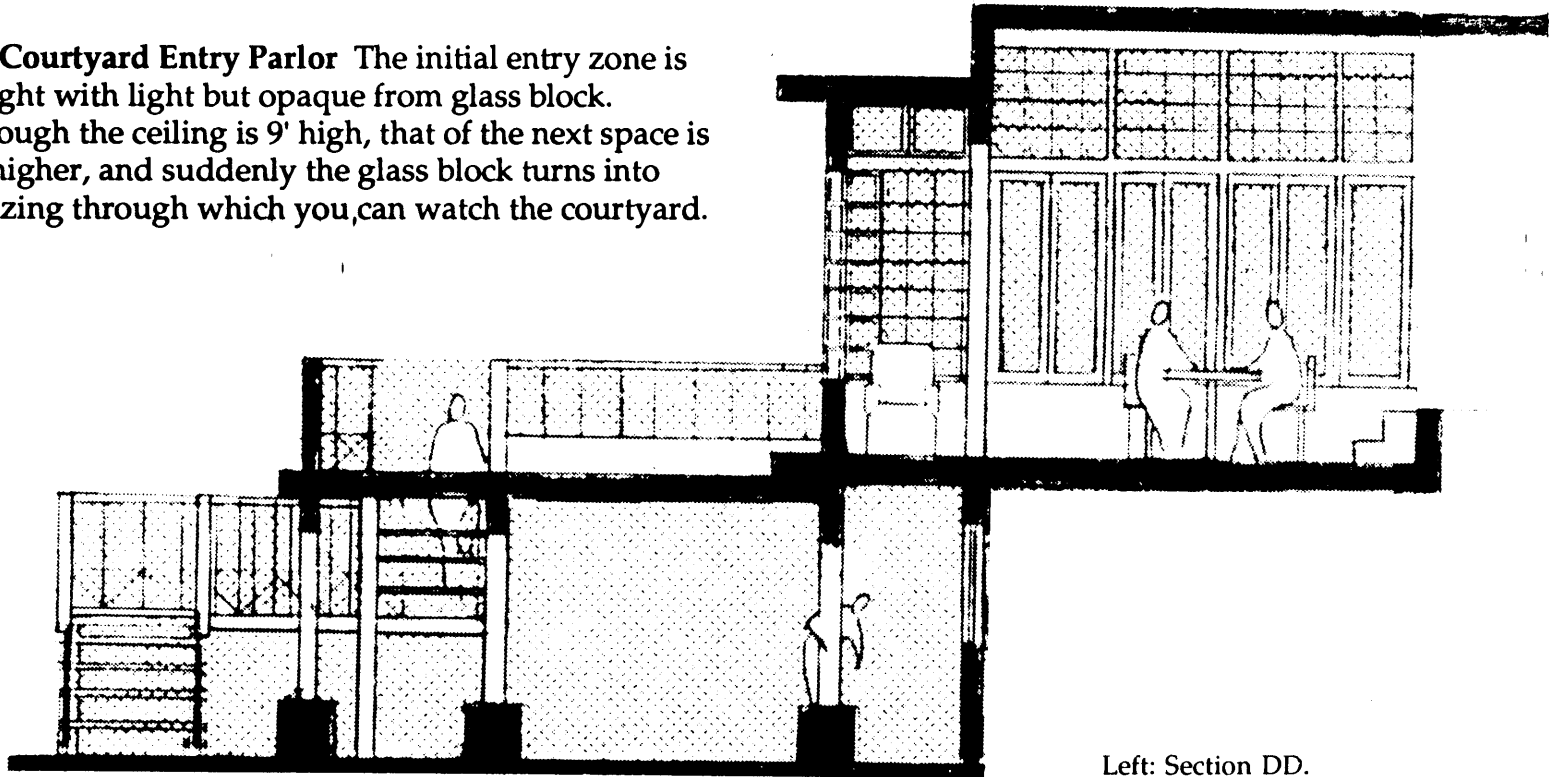 Courtyard Entry Parlor The initial entry zone is
ght with light but opaque from glass block.
ough the ceiling is 9' high, that of the next space is
igher, and suddenly the glass block turns into
zing through which you,can watch the courtyard.
Left: Section DD.